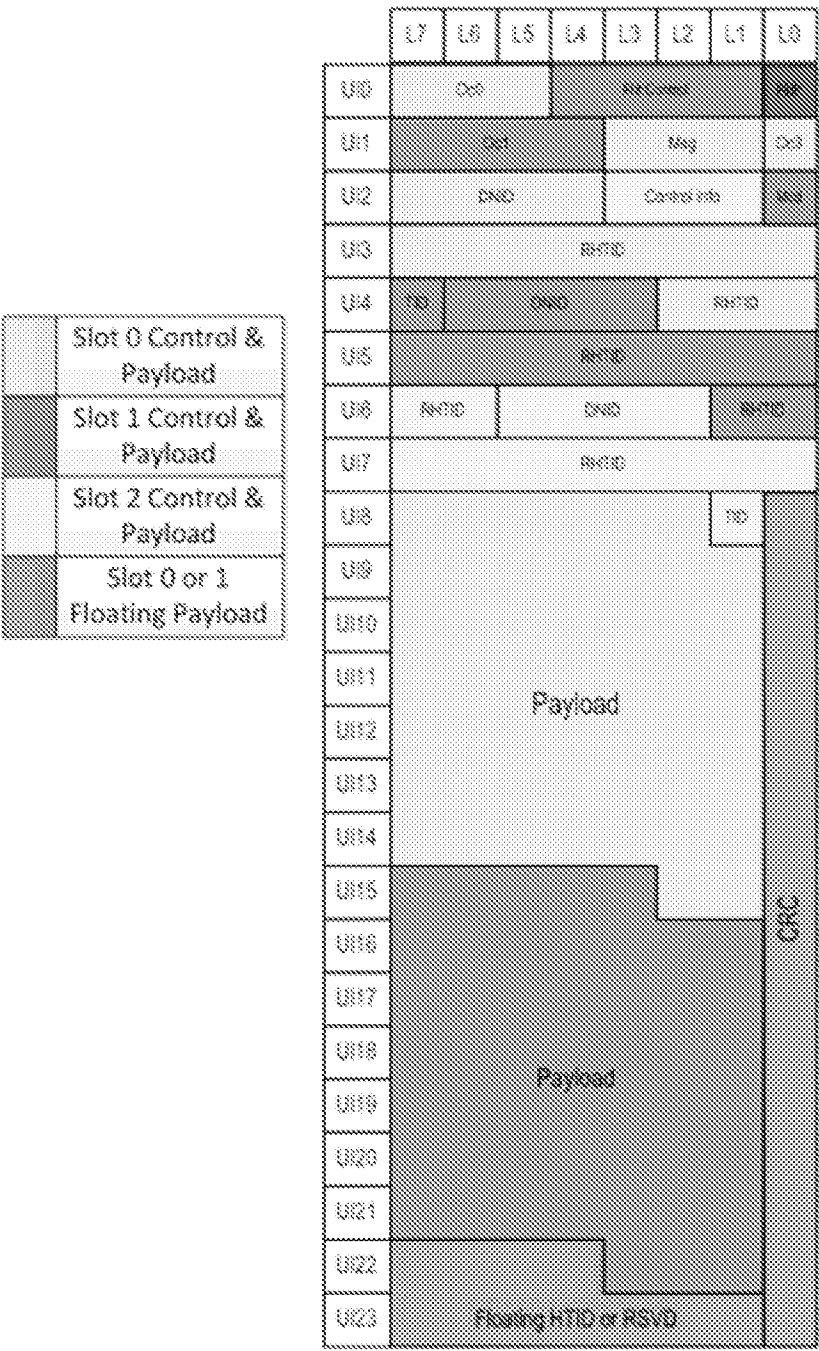 L7 L6 L5 L4 L3 L2 L1 L0
UI0
UI1 Msg
UI2 DNID Control info
UI3 RHTID
UI4 TID DNID RHTID
UI5 RHTID
UI6 RHTID DNID RHTID
UI7 RHTID
UI8 TID
UI9
UI10
UI11
UI12
UI13
UI14
Payload
UI15
UI16
UI17
UI18
UI19
UI20
UI21
Payload
UI22
UI23 Floating HTID or RSVD
CRC
Slot 0 Control &
Payload
Slot 1 Control &
Payload
Slot 2 Control &
Payload
Slot 0 or 1
Floating Payload